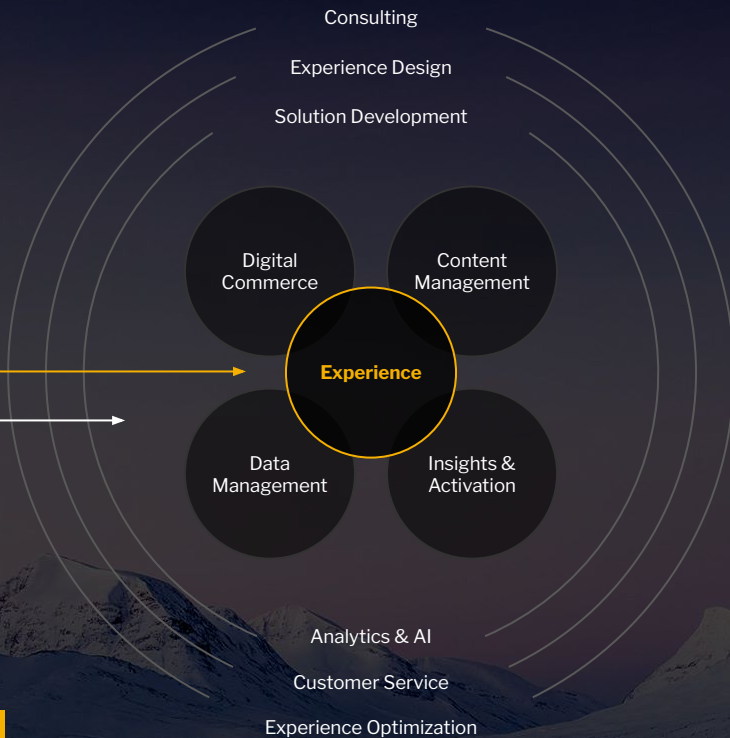 Consulting
Experience Design
Solution Development
Digital
Commerce
Content
Management
Experience
Data
Management
Insights &
Activation
Analytics & AI
Customer Service
Experience Optimization